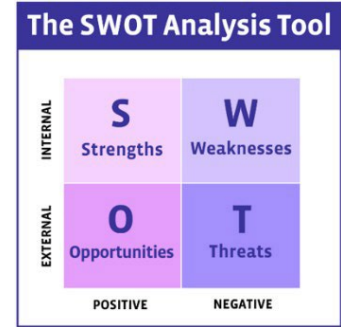 The SWOT Analysis Tool
INTERNAL
S
Strengths
W
Weaknesses
EXTERNAL
O
Opportunities
T
Threats
POSITIVE
NEGATIVE